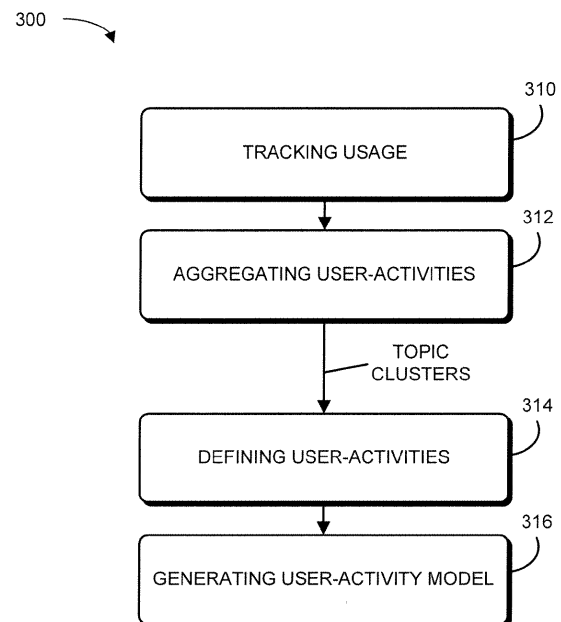 300
310
TRACKING USAGE
312
AGGREGATING USER-ACTIVITIES
TOPIC
CLUSTERS
314
DEFINING USER-ACTIVITIES
316
GENERATING USER-ACTIVITY MODEL